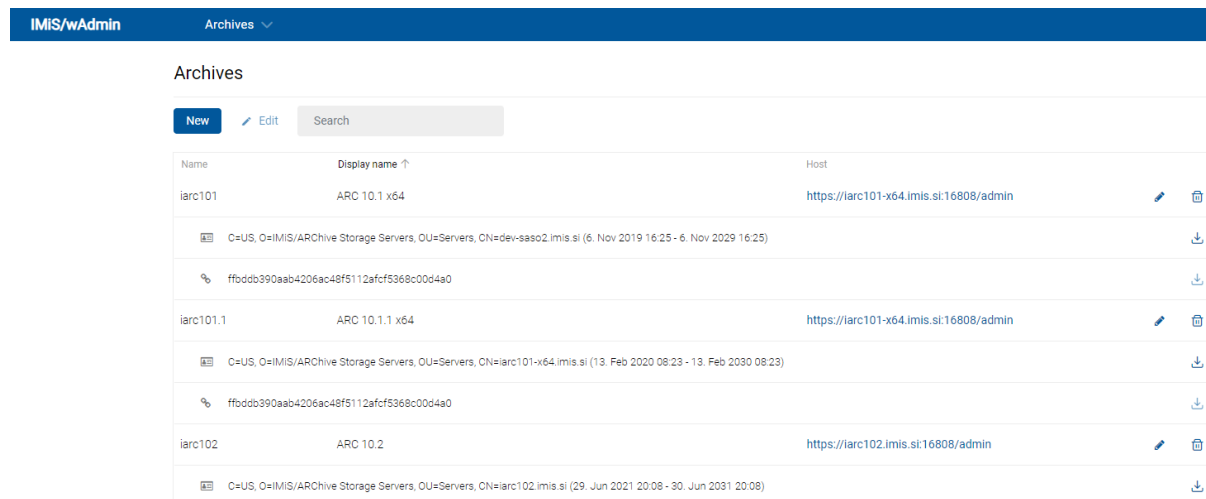 IMiS/wAdmin Archives
Archives
New Edit Search
Name Display name Host
iarc101 ARC 10.1 x64 https://iarc101-x64.imis.si:16808/admin
C=US, O=IMiS/ARChive Storage Servers, OU=Servers, CN=dev-saso2.imis.si (6. Nov 2019 16:25 - 6. Nov 2029 16:25)
ffbddb390aab4206ac48f5112afcf5368c00d4a0
iarc101.1 ARC 10.1.1 x64 https://iarc101-x64.imis.si:16808/admin
C=US, O=IMiS/ARChive Storage Servers, OU=Servers, CN=iarc101-x64.imis.si (13. Feb 2020 08:23 - 13. Feb 2030 08:23)
ffbddb390aab4206ac48f5112afcf5368c00d4a0
iarc102 ARC 10.2 https://iarc102.imis.si:16808/admin
C=US, O=IMiS/ARChive Storage Servers, OU=Servers, CN=iarc102.imis.si (29. Jun 2021 20:08 - 30. Jun 2031 20:08)